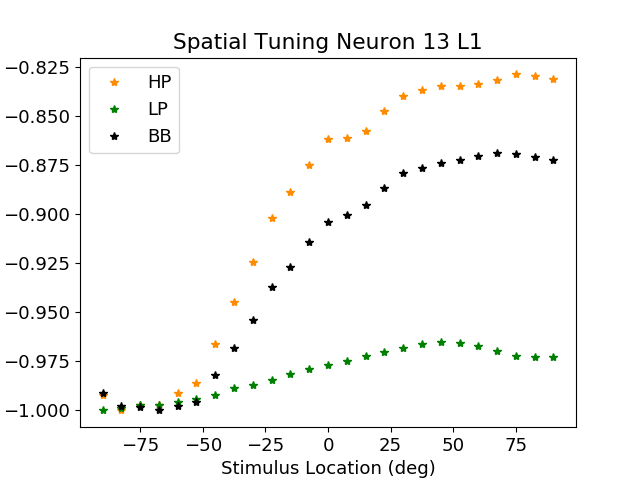 Spatial Tuning Neuron 13 L1
HP
LP
BB
−0.825
−0.850
−0.875
−0.900
−0.925
−0.950
−0.975
−1.000
−75 −50 −25 0 25 50 75
Stimulus Location (deg)